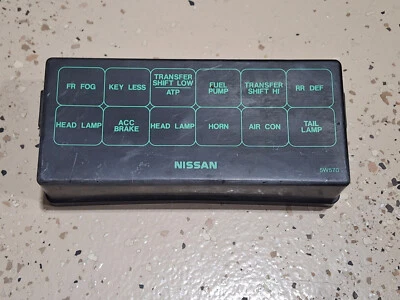 FR FOG
KEY LESS
TRANSFER
SHIFT LOW
ATP
FUEL
PUMP
TRANSFER
SHIFT HI
RR DEF
HEAD LAMP
ACC
BRAKE
HEAD LAMP
HORN
AIR CON
TAIL
LAMP
NISSAN